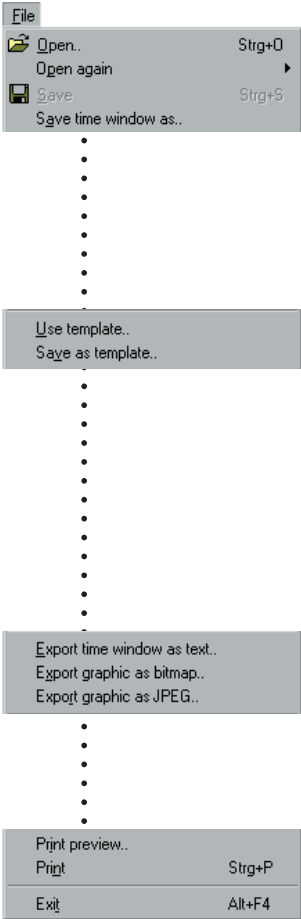 File
Open.. Strg+O
Open again
Save Strg+S
Save time window as..
Use template..
Save as template..
Export time window as text..
Export graphic as bitmap..
Export graphic as JPEG..
Print preview..
Print Strg+P
Exit Alt+F4